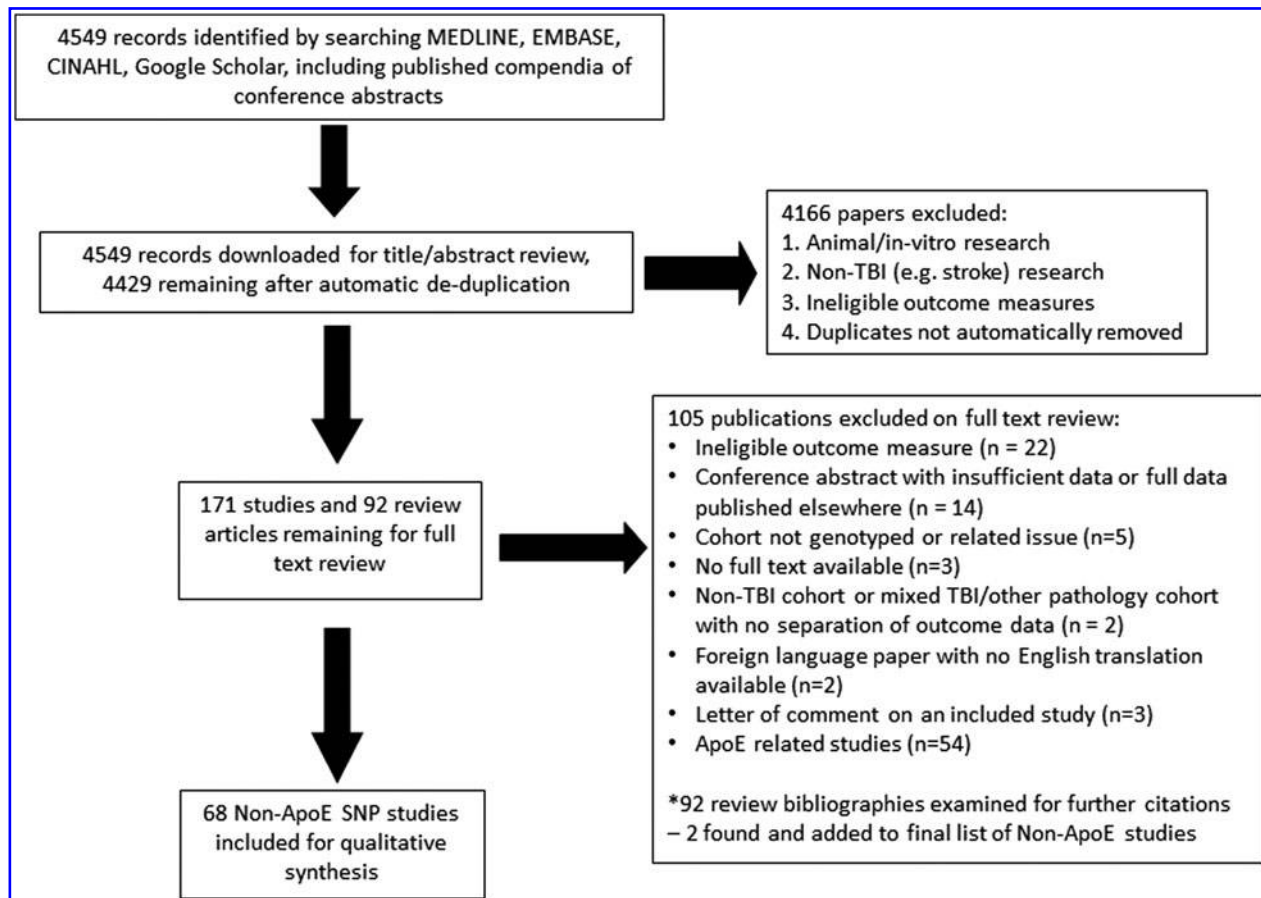 4549 records identified by searching MEDLINE, EMBASE,
CINAHL, Google Scholar, including published compendia of
conference abstracts
4549 records downloaded for title/abstract review,
4429 remaining after automatic de-duplication
4166 papers excluded:
1. Animal/in-vitro research
2. Non-TBI (e.g. stroke) research
3. Ineligible outcome measures
4. Duplicates not automatically removed
171 studies and 92 review
articles remaining for full
text review
105 publications excluded on full text review:
• Ineligible outcome measure (n = 22)
• Conference abstract with insufficient data or full data
published elsewhere (n = 14)
• Cohort not genotyped or related issue (n=5)
• No full text available (n=3)
• Non-TBI cohort or mixed TBI/other pathology cohort
with no separation of outcome data (n = 2)
• Foreign language paper with no English translation
available (n=2)
• Letter of comment on an included study (n=3)
• ApoE related studies (n=54)
*92 review bibliographies examined for further citations
– 2 found and added to final list of Non-ApoE studies
68 Non-ApoE SNP studies
included for qualitative
synthesis